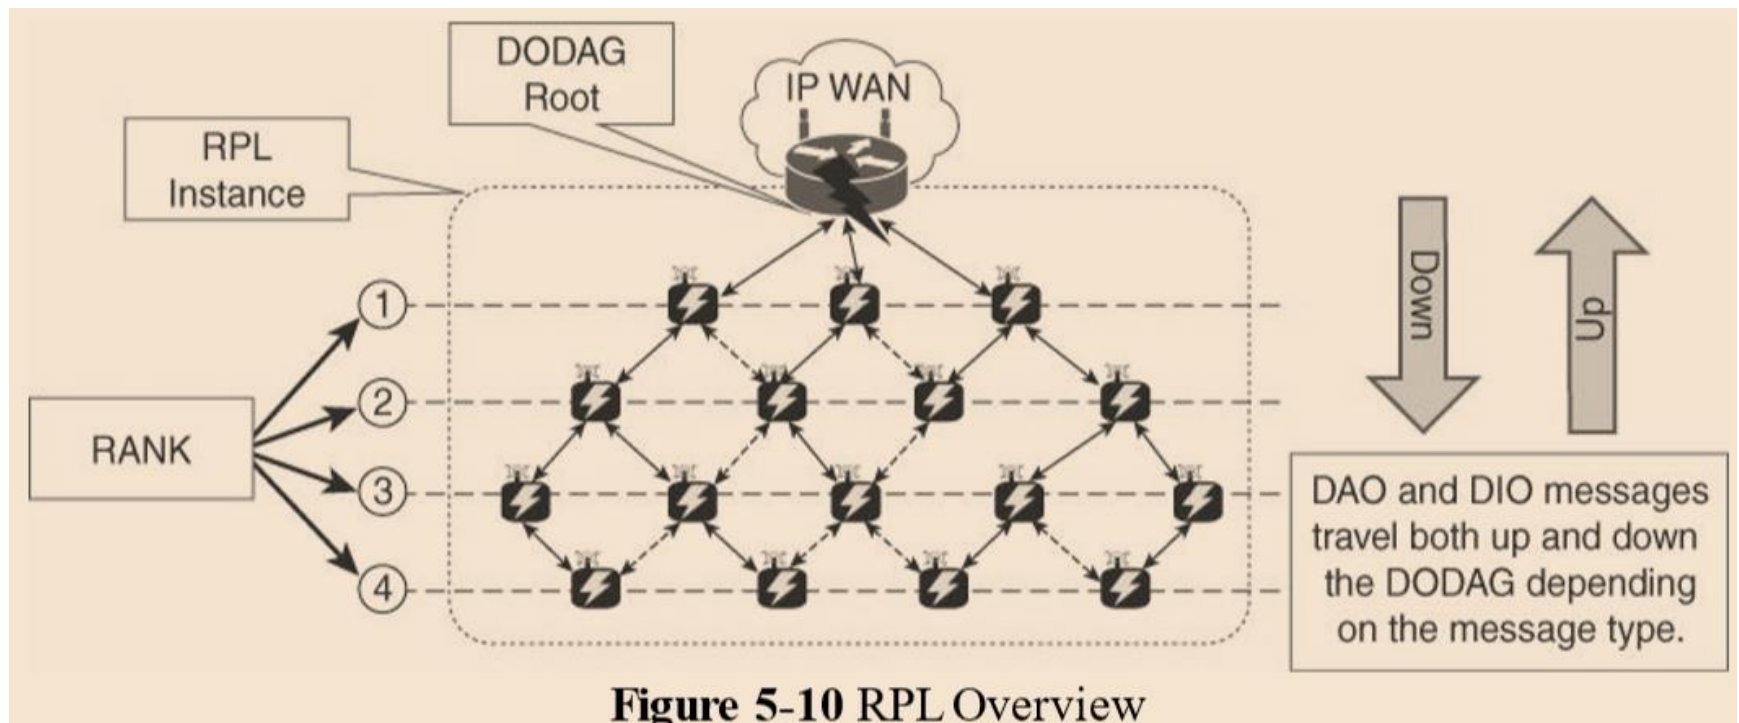 DODAG
Root
IP WAN
RPL
Instance
Down
Up
1
2
RANK
3
4
DAO and DIO messages
travel both up and down
the DODAG depending
on the message type.
Figure 5-10 RPL Overview